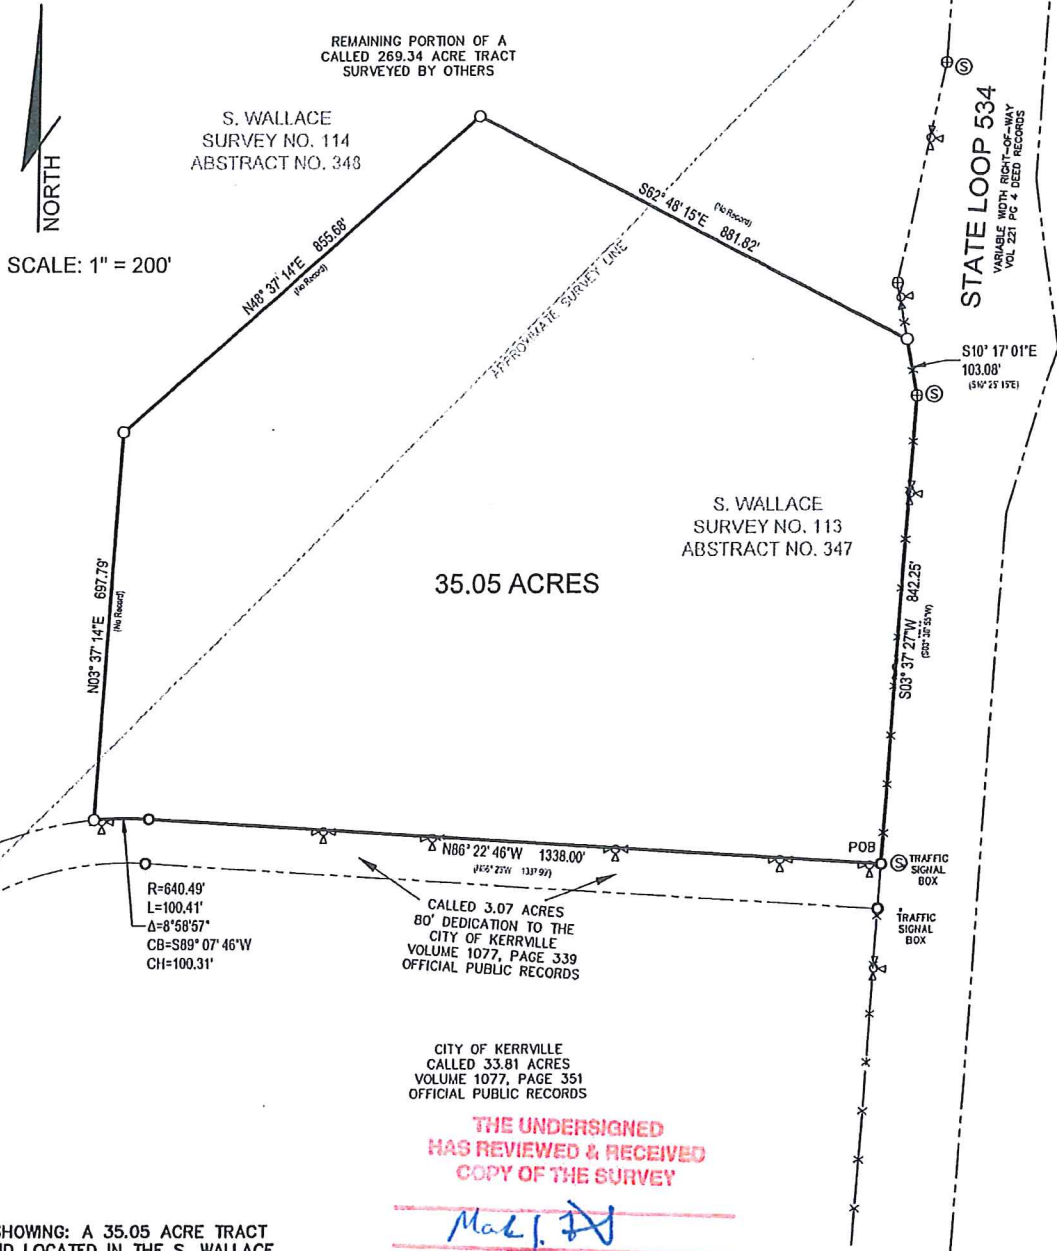 REMAINING PORTION OF A
CALLED 269.34 ACRE TRACT
SURVEYED BY OTHERS
S. WALLACE
SURVEY NO. 114
ABSTRACT NO. 348
NORTH
SCALE: 1" = 200'
STATE LOOP 534
VARIABLE WIDTH RIGHT-OF-WAY
VOL 221 PG 4 DEED RECORDS
N48° 37' 14"E 855.68'
(No Record)
S62° 48' 15"E 881.82'
(No Record)
APPROXIMATE SURVEY LINE
S10° 17' 01"E
103.08'
(S10° 25' 15"E)
S
S
S. WALLACE
SURVEY NO. 113
ABSTRACT NO. 347
35.05 ACRES
N03° 37' 14"E 697.79'
(No Record)
S03° 37' 27"W 842.25'
POB
S TRAFFIC
SIGNAL
BOX
N86° 22' 46"W 1338.00'
TRAFFIC
SIGNAL
BOX
R=640.49'
L=100.41'
Δ=8°58'57"
CB=S89° 07' 46"W
CH=100.31'
CALLED 3.07 ACRES
80' DEDICATION TO THE
CITY OF KERRVILLE
VOLUME 1077, PAGE 339
OFFICIAL PUBLIC RECORDS
CITY OF KERRVILLE
CALLED 33.81 ACRES
VOLUME 1077, PAGE 351
OFFICIAL PUBLIC RECORDS
THE UNDERSIGNED
HAS REVIEWED & RECEIVED
COPY OF THE SURVEY
SHOWING: A 35.05 ACRE TRACT
LOCATED IN THE S. WALLACE